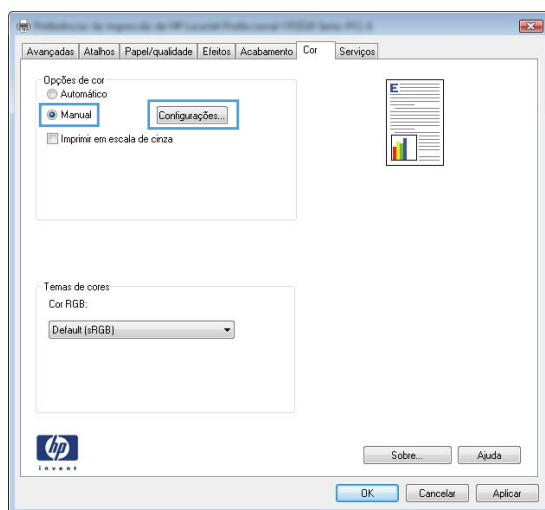 Avançadas Atalhos Papel/qualidade Efeitos Acabamento Cor Serviços
Opções de cor
Automático
Manual Configurações...
Imprimir em escala de cinza
E
Temas de cores
Cor RGB:
Default (sRGB)
hp
invent
Sobre... Ajuda
OK Cancelar Aplicar